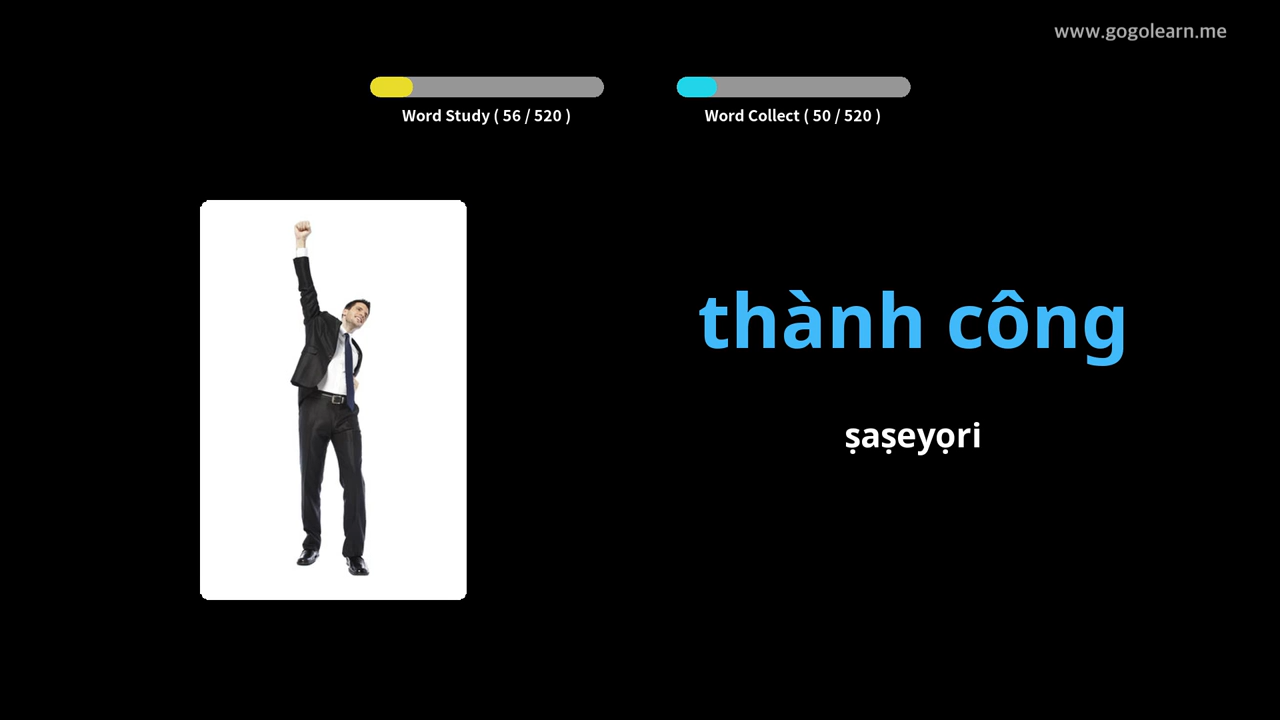 www.gogolearn.me
Word Study ( 56 / 520 )
Word Collect ( 50 / 520 )
thành công
ṣaṣeyọri